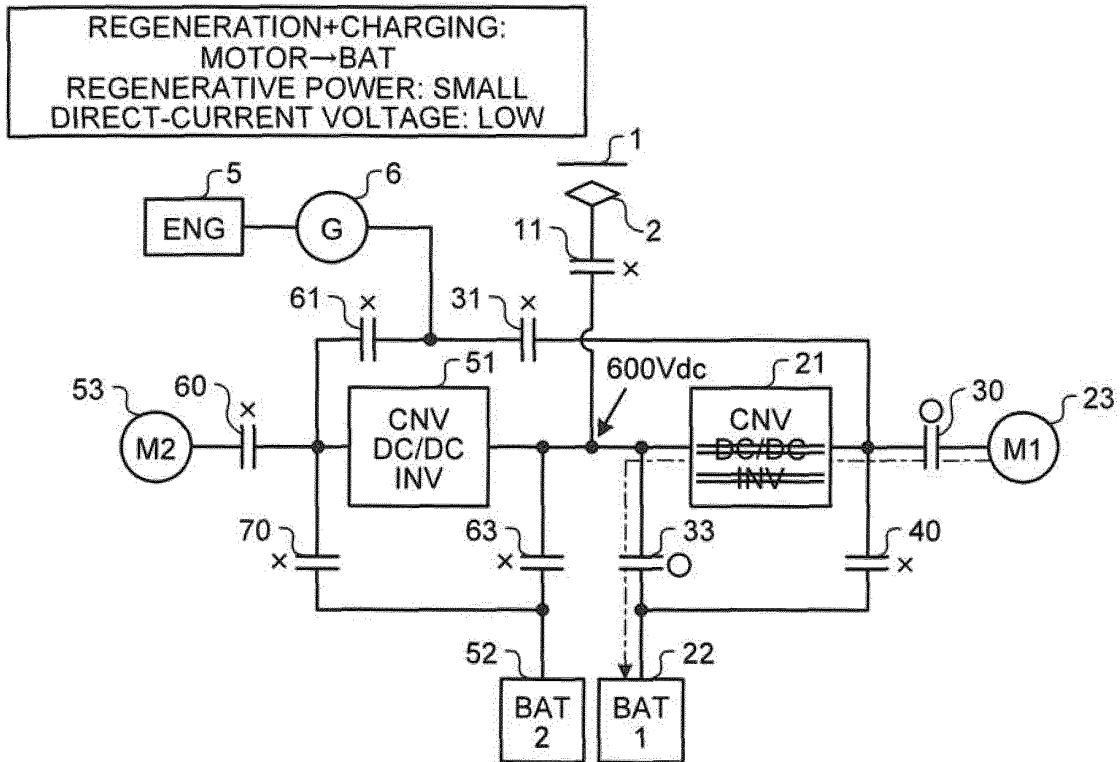 REGENERATION+CHARGING:
MOTOR→BAT
REGENERATIVE POWER: SMALL
DIRECT-CURRENT VOLTAGE: LOW
1
5
6
ENG
G
11
2
×
61
×
31
×
51
600Vdc
21
30
53
60
×
CNV
DC/DC
INV
CNV
DC/DC
INV
○
23
M2
M1
70
×
63
×
33
○
40
×
52
22
BAT
2
BAT
1